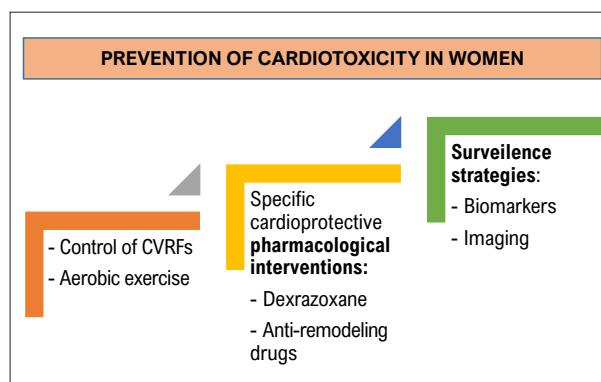 PREVENTION OF CARDIOTOXICITY IN WOMEN
- Control of CVRFs
- Aerobic exercise
Specific
cardioprotective
pharmacological
interventions:
- Dexrazoxane
- Anti-remodeling
drugs
Surveilence
strategies:
- Biomarkers
- Imaging